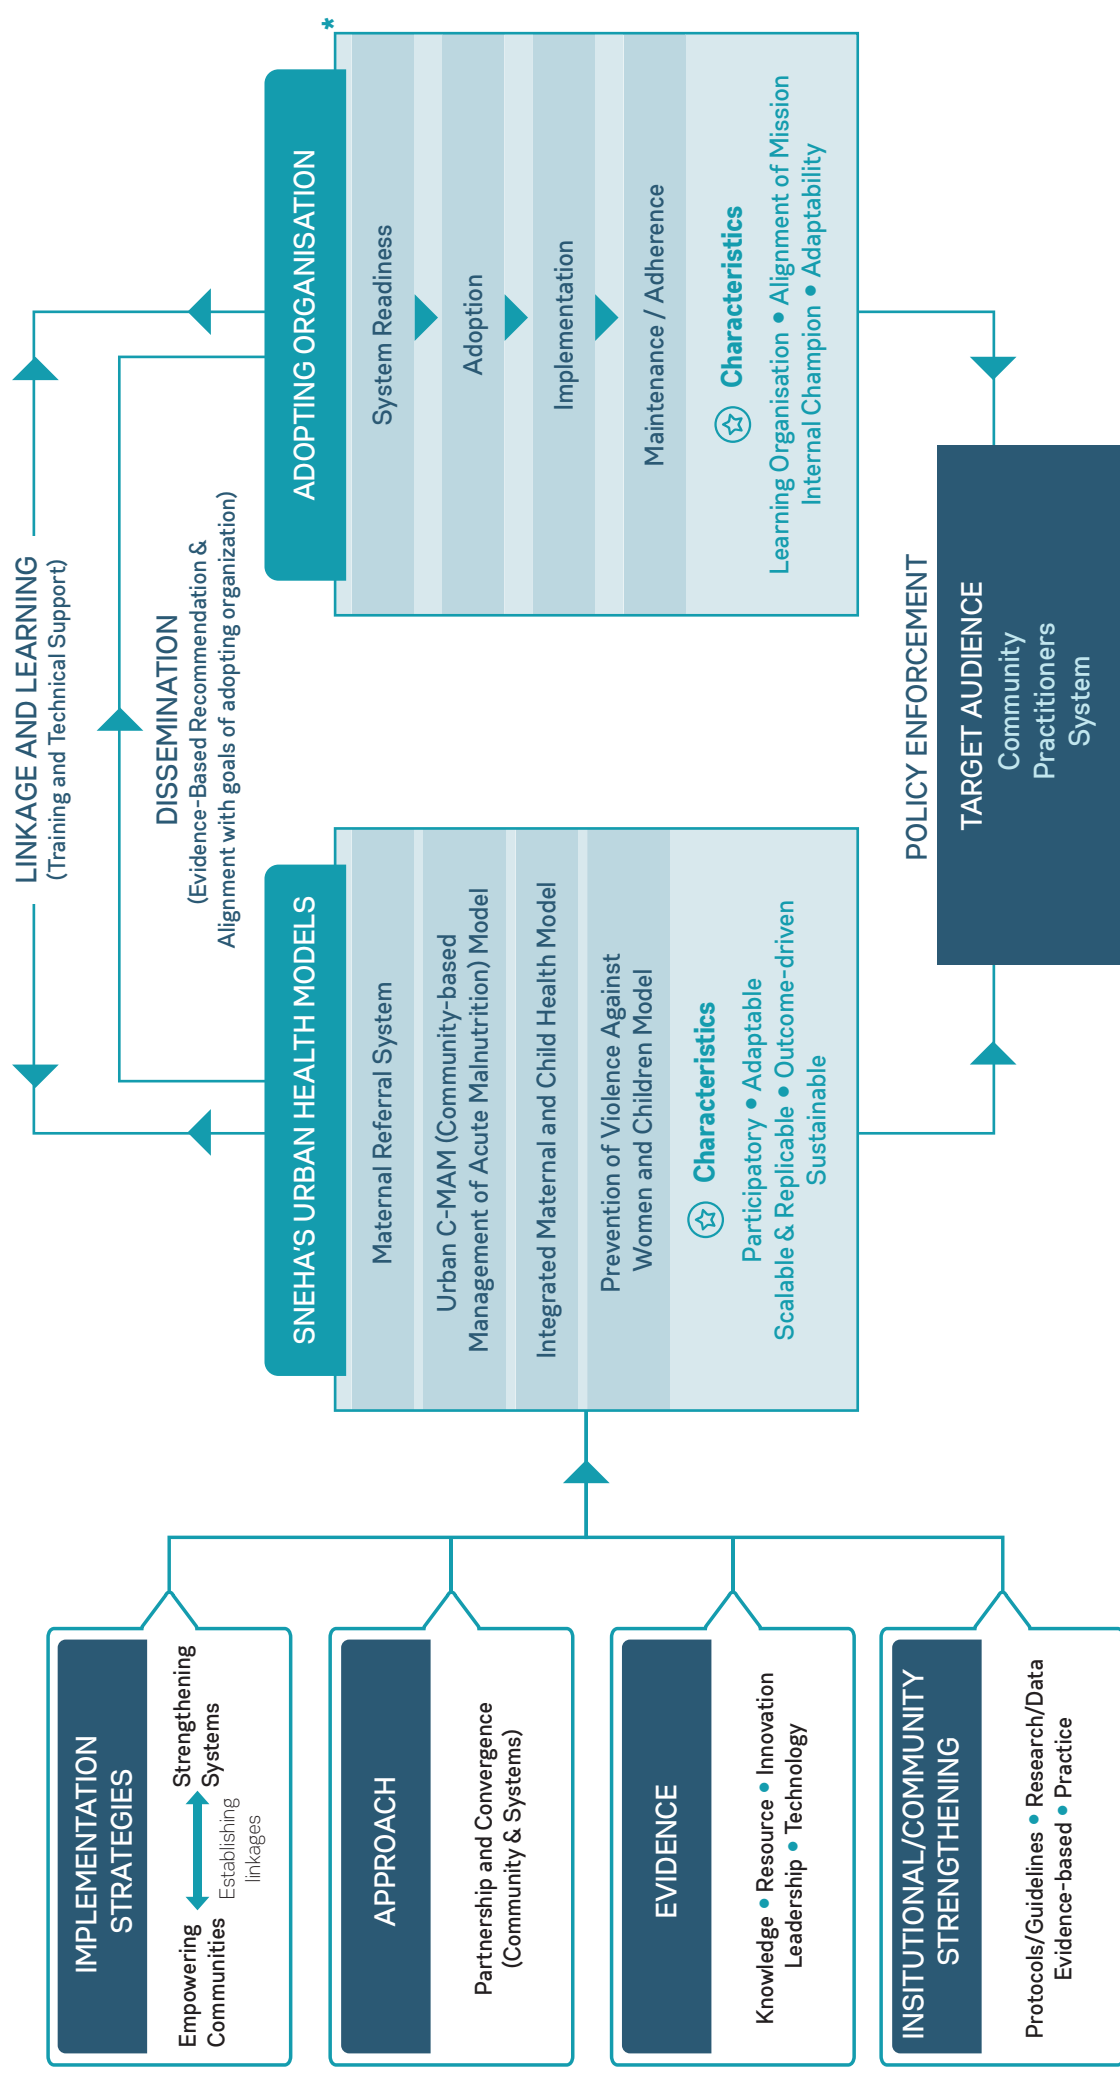 LINKAGE AND LEARNING
(Training and Technical Support)
DISSEMINATION
(Evidence-Based Recommendation &
Alignment with goals of adopting organization)
IMPLEMENTATION
STRATEGIES
Empowering
Communities
Establishing
linkages
Strengthening
Systems
APPROACH
Partnership and Convergence
(Community & Systems)
EVIDENCE
Knowledge • Resource • Innovation
Leadership • Technology
INSITUTIONAL/COMMUNITY
STRENGTHENING
Protocols/Guidelines • Research/Data
Evidence-based • Practice
SNEHA'S URBAN HEALTH MODELS
Maternal Referral System
Urban C-MAM (Community-based
Management of Acute Malnutrition) Model
Integrated Maternal and Child Health Model
Prevention of Violence Against
Women and Children Model
Characteristics
Participatory • Adaptable
Scalable & Replicable • Outcome-driven
Sustainable
ADOPTING ORGANISATION
*
System Readiness
Adoption
Implementation
Maintenance / Adherence
Characteristics
Learning Organisation • Alignment of Mission
Internal Champion • Adaptability
POLICY ENFORCEMENT
TARGET AUDIENCE
Community
Practitioners
System